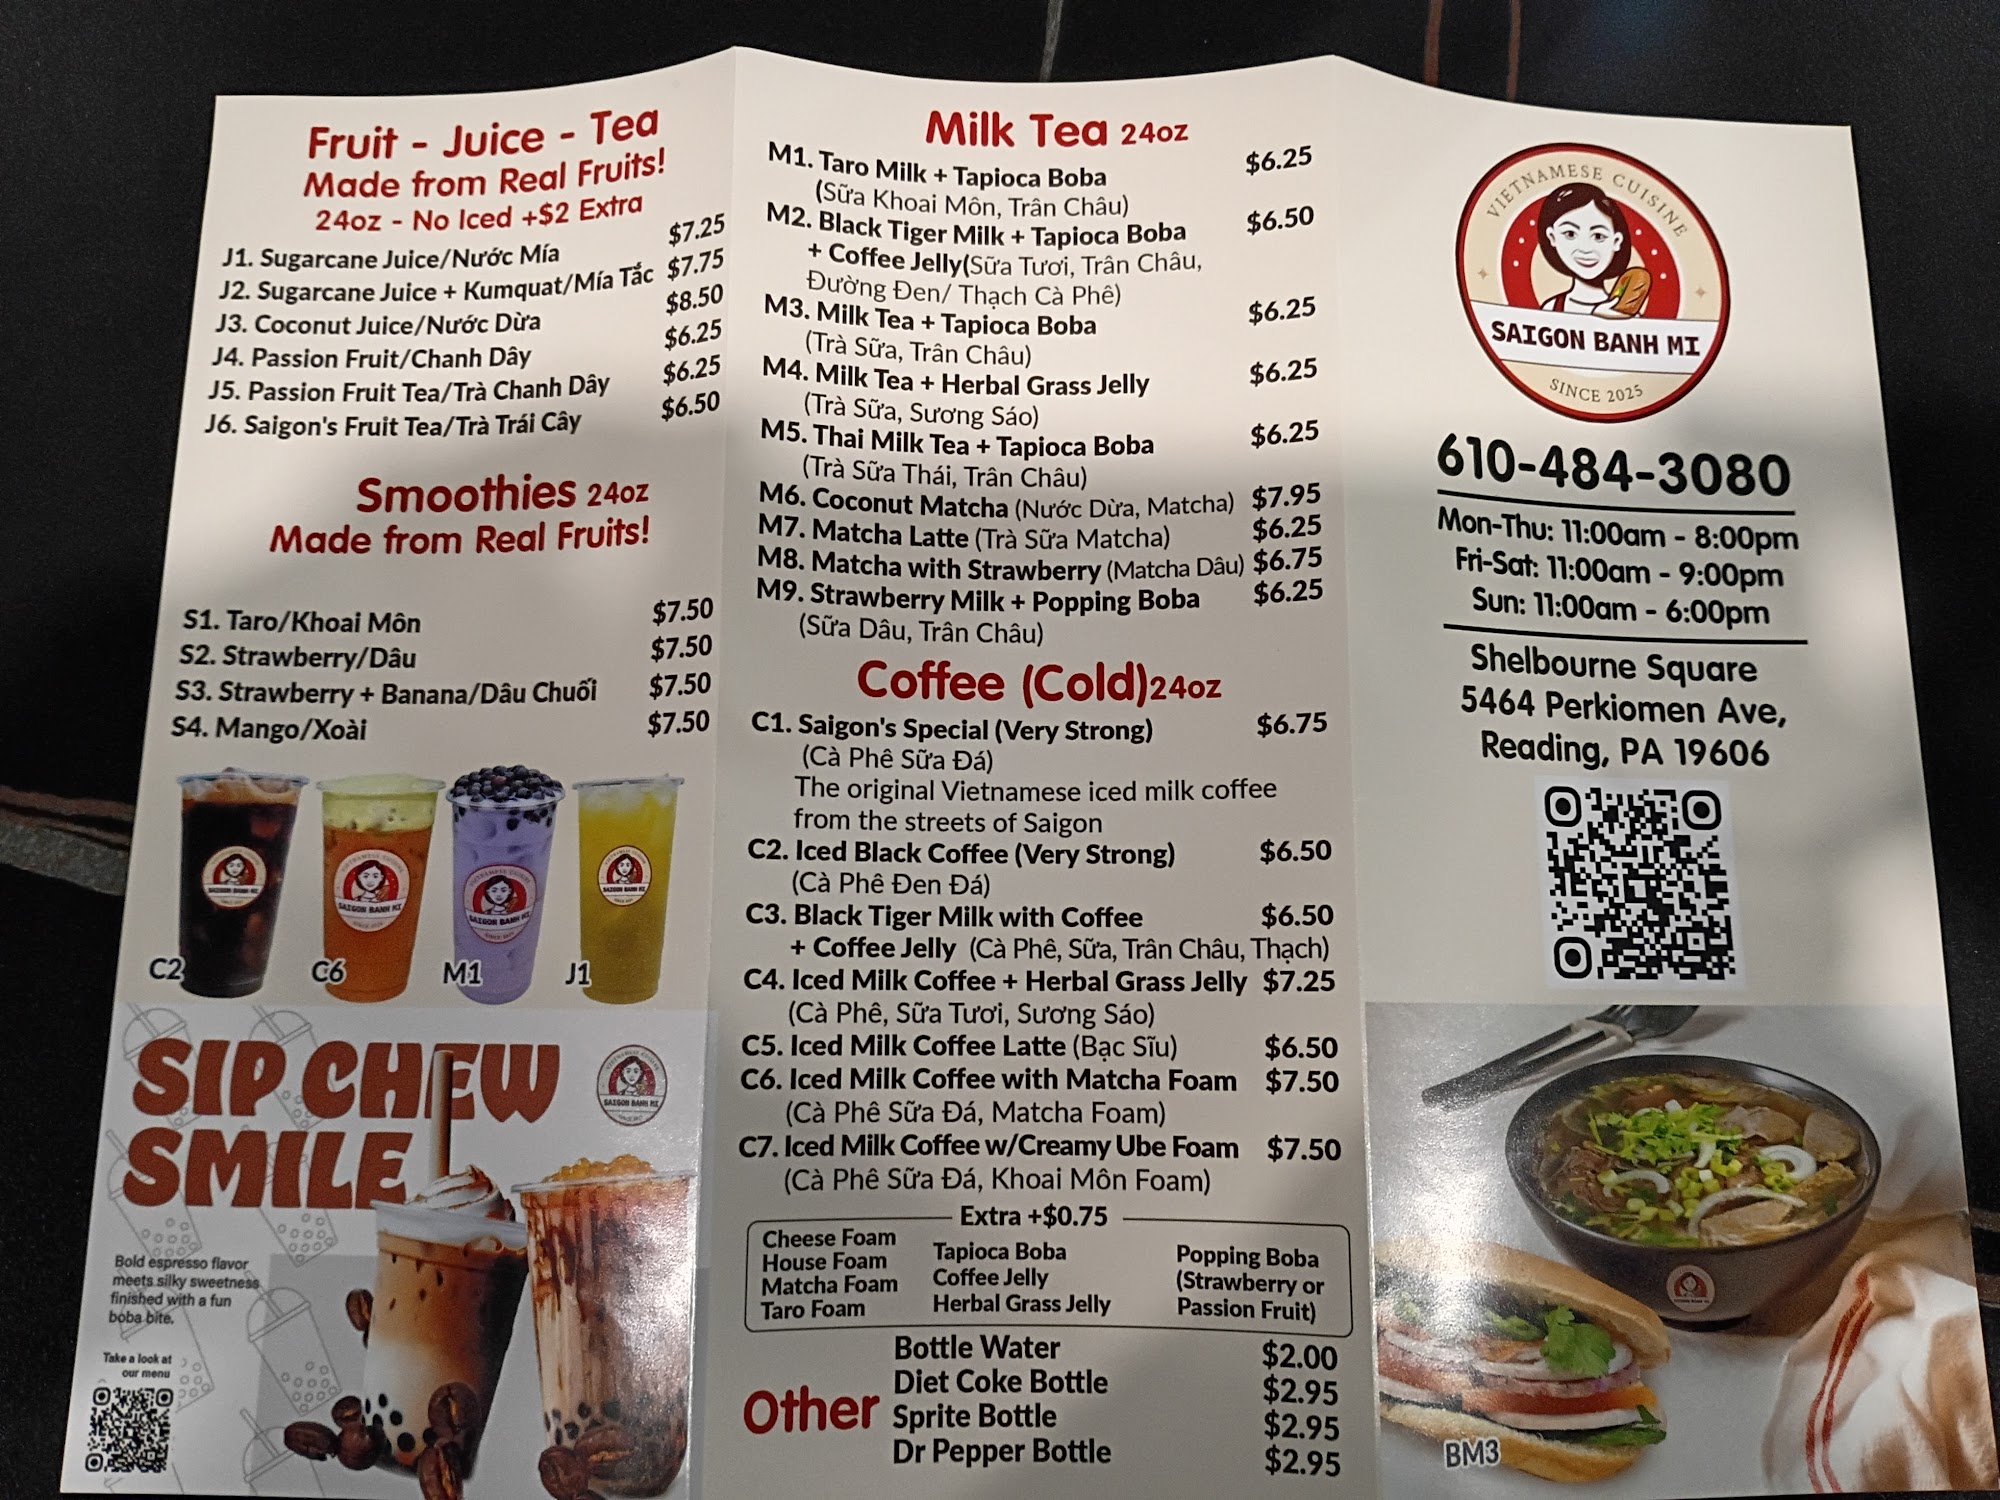 Fruit - Juice - Tea
Made from Real Fruits!
24oz - No Iced +$2 Extra
J1. Sugarcane Juice/Nước Mía $7.25
J2. Sugarcane Juice + Kumquat/Mía Tắc $7.75
J3. Coconut Juice/Nước Dừa $8.50
J4. Passion Fruit/Chanh Dây $6.25
J5. Passion Fruit Tea/Trà Chanh Dây $6.25
J6. Saigon's Fruit Tea/Trà Trái Cây $6.50
Smoothies 24oz
Made from Real Fruits!
S1. Taro/Khoai Môn $7.50
S2. Strawberry/Dâu $7.50
S3. Strawberry + Banana/Dâu Chuối $7.50
S4. Mango/Xoài $7.50
C2 C6 M1 J1
SIP CHEW
SMILE
Bold espresso flavor
meets silky sweetness
finished with a fun
boba bite.
Take a look at
our menu
Milk Tea 24oz
M1. Taro Milk + Tapioca Boba $6.25
(Sữa Khoai Môn, Trân Châu)
M2. Black Tiger Milk + Tapioca Boba $6.50
+ Coffee Jelly(Sữa Tươi, Trân Châu,
Đường Đen/ Thạch Cà Phê)
M3. Milk Tea + Tapioca Boba $6.25
(Trà Sữa, Trân Châu)
M4. Milk Tea + Herbal Grass Jelly $6.25
(Trà Sữa, Sương Sáo)
M5. Thai Milk Tea + Tapioca Boba $6.25
(Trà Sữa Thái, Trân Châu)
M6. Coconut Matcha (Nước Dừa, Matcha) $7.95
M7. Matcha Latte (Trà Sữa Matcha) $6.25
M8. Matcha with Strawberry (Matcha Dâu) $6.75
M9. Strawberry Milk + Popping Boba $6.25
(Sữa Dâu, Trân Châu)
Coffee (Cold)24oz
C1. Saigon's Special (Very Strong) $6.75
(Cà Phê Sữa Đá)
The original Vietnamese iced milk coffee
from the streets of Saigon
C2. Iced Black Coffee (Very Strong) $6.50
(Cà Phê Đen Đá)
C3. Black Tiger Milk with Coffee $6.50
+ Coffee Jelly (Cà Phê, Sữa, Trân Châu, Thạch)
C4. Iced Milk Coffee + Herbal Grass Jelly $7.25
(Cà Phê, Sữa Tươi, Sương Sáo)
C5. Iced Milk Coffee Latte (Bạc Sĩu) $6.50
C6. Iced Milk Coffee with Matcha Foam $7.50
(Cà Phê Sữa Đá, Matcha Foam)
C7. Iced Milk Coffee w/Creamy Ube Foam $7.50
(Cà Phê Sữa Đá, Khoai Môn Foam)
Extra +$0.75
Cheese Foam
House Foam
Matcha Foam
Taro Foam
Tapioca Boba
Coffee Jelly
Herbal Grass Jelly
Popping Boba
(Strawberry or
Passion Fruit)
Other
Bottle Water $2.00
Diet Coke Bottle $2.95
Sprite Bottle $2.95
Dr Pepper Bottle $2.95
VIETNAMESE CUISINE
SAIGON BANH MI
SINCE 2025
610-484-3080
Mon-Thu: 11:00am - 8:00pm
Fri-Sat: 11:00am - 9:00pm
Sun: 11:00am - 6:00pm
Shelbourne Square
5464 Perkiomen Ave,
Reading, PA 19606
BM3